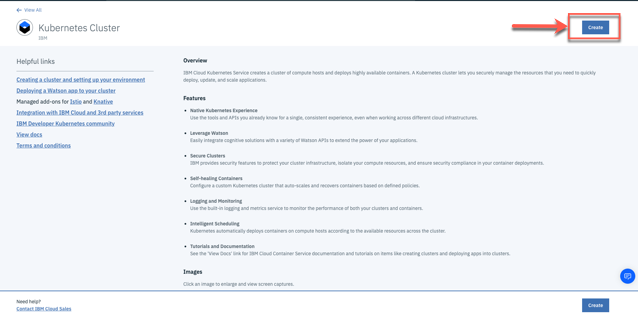 ← View All
Kubernetes Cluster
IBM
Create
Helpful links
Creating a cluster and setting up your environment
Deploying a Watson app to your cluster
Managed add-ons for Istio and Knative
Integration with IBM Cloud and 3rd party services
IBM Developer Kubernetes community
View docs
Terms and conditions
Overview
IBM Cloud Kubernetes Service creates a cluster of compute hosts and deploys highly available containers. A Kubernetes cluster lets you securely manage the resources that you need to quickly
deploy, update, and scale applications.
Features
• Native Kubernetes Experience
Use the tools and APIs you already know for a single, consistent experience, even when working across different cloud infrastructures.
• Leverage Watson
Easily integrate cognitive solutions with a variety of Watson APIs to extend the power of your applications.
• Secure Clusters
IBM provides security features to protect your cluster infrastructure, isolate your compute resources, and ensure security compliance in your container deployments.
• Self-healing Containers
Configure a custom Kubernetes cluster that auto-scales and recovers containers based on defined policies.
• Logging and Monitoring
Use the built-in logging and metrics service to monitor the performance of both your clusters and containers.
• Intelligent Scheduling
Kubernetes automatically deploys containers on compute hosts according to the available resources across the cluster.
• Tutorials and Documentation
See the 'View Docs' link for IBM Cloud Container Service documentation and tutorials on items like creating clusters and deploying apps into clusters.
Images
Click an image to enlarge and view screen captures.
Need help?
Contact IBM Cloud Sales
Create